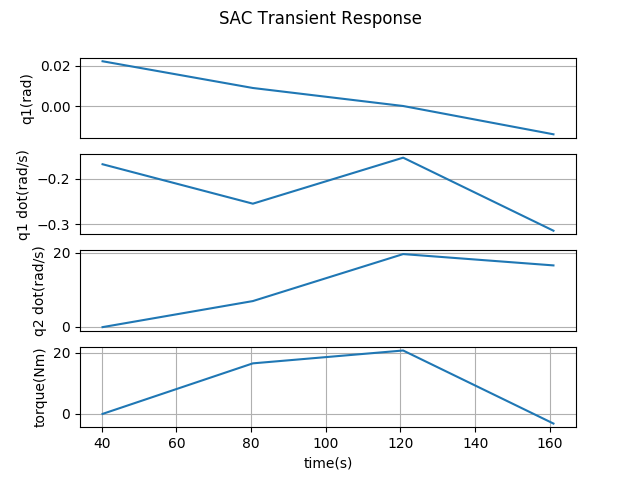 SAC Transient Response
0.02
0.00
q1(rad)
−0.2
−0.3
q1 dot(rad/s)
20
0
q2 dot(rad/s)
20
0
torque(Nm)
40 60 80 100 120 140 160
time(s)